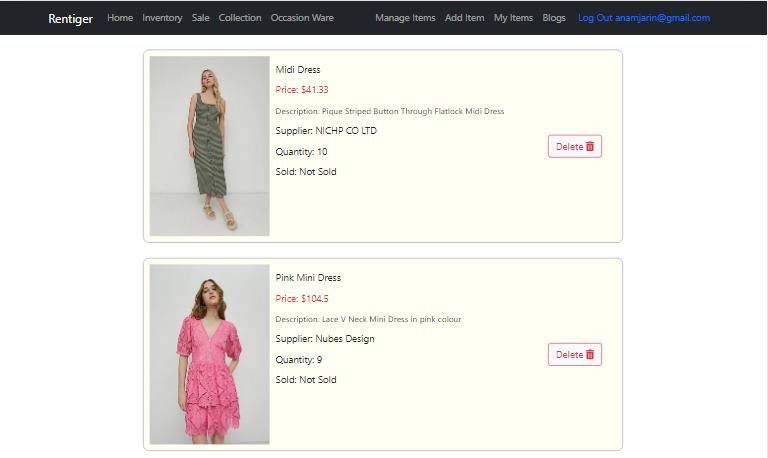 Rentiger Home Inventory Sale Collection Occasion Ware Manage Items Add Item My Items Blogs Log Out anamjarin@gmail.com
Midi Dress
Price: $41.33
Description: Pique Striped Button Through Flatlock Midi Dress
Supplier: NICHP CO LTD
Quantity: 10
Sold: Not Sold
Delete
Pink Mini Dress
Price: $104.5
Description: Lace V Neck Mini Dress in pink colour
Supplier: Nubes Design
Quantity: 9
Sold: Not Sold
Delete